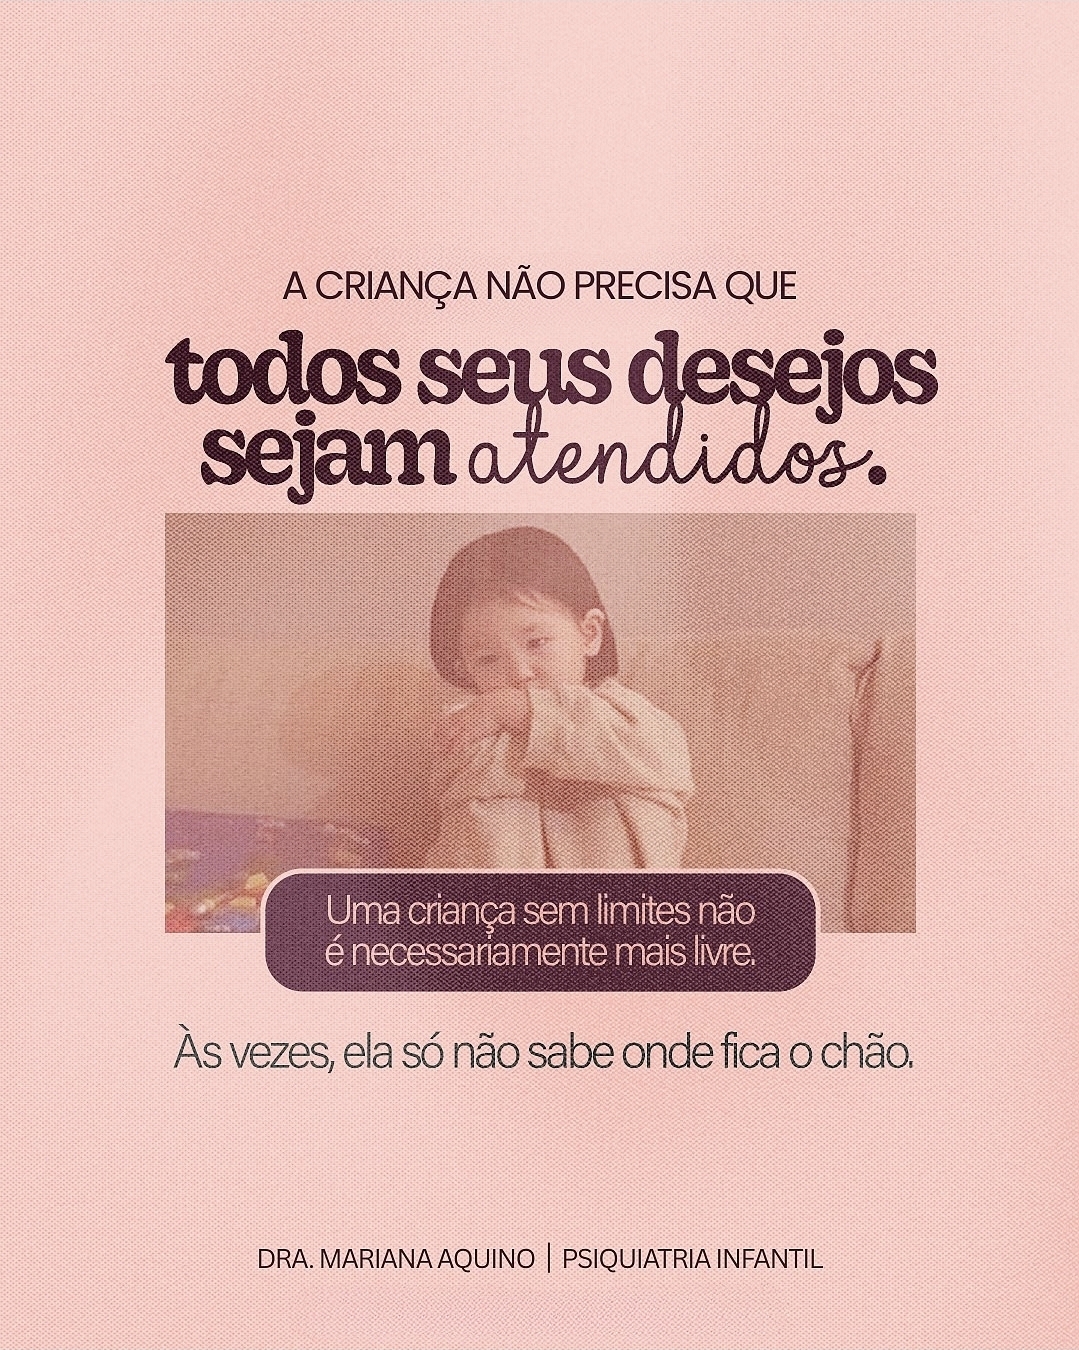 A CRIANÇA NÃO PRECISA QUE
todos seus desejos
sejam atendidos.
Uma criança sem limites não
é necessariamente mais livre.
Às vezes, ela só não sabe onde fica o chão.
DRA. MARIANA AQUINO | PSIQUIATRIA INFANTIL